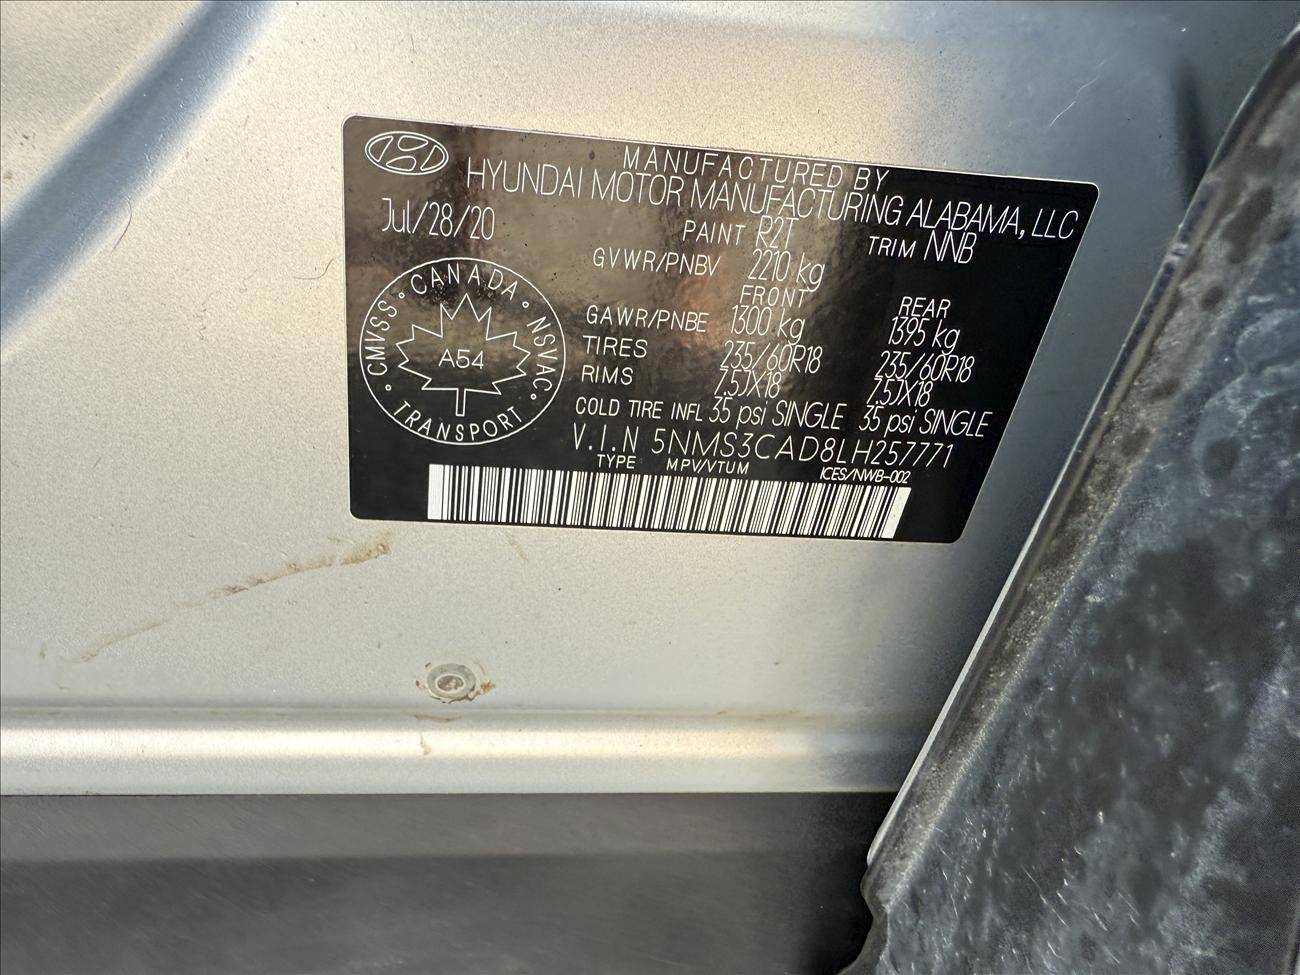 MANUFACTURED BY
HYUNDAI MOTOR MANUFACTURING ALABAMA, LLC
Jul/28/20
PAINT R2T TRIM NNB
GVWR/PNBV 2210 kg
FRONT REAR
GAWR/PNBE 1300 kg 1395 kg
TIRES 235/60R18 235/60R18
RIMS 7.5JX18 7.5JX18
COLD TIRE INFL 35 psi SINGLE 35 psi SINGLE
V.I.N 5NMS3CAD8LH257771
TYPE MPV/VTUM ICES/NWB-002
CMVSS · CANADA · NSVAC · TRANSPORT ·
A54